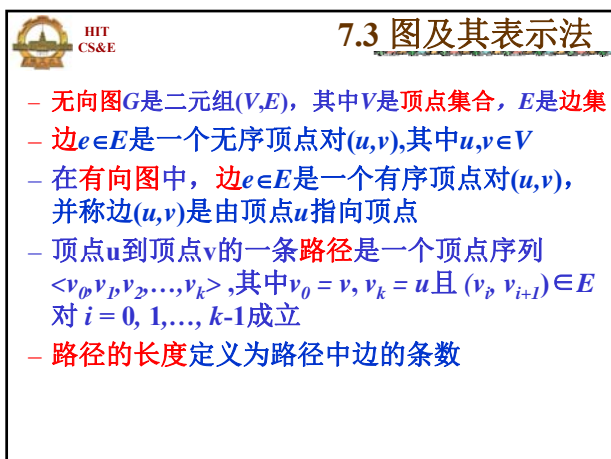 HIT
CS&E
7.3 图及其表示法
– 无向图G是二元组(V,E)，其中V是顶点集合，E是边集
– 边e∈E是一个无序顶点对(u,v),其中u,v∈V
– 在有向图中，边e∈E是一个有序顶点对(u,v)，
并称边(u,v)是由顶点u指向顶点
– 顶点u到顶点v的一条路径是一个顶点序列
<v0,v1,v2,…,vk> ,其中v0 = v, vk = u且 (vi, vi+1)∈E
对 i = 0, 1,…, k-1成立
– 路径的长度定义为路径中边的条数